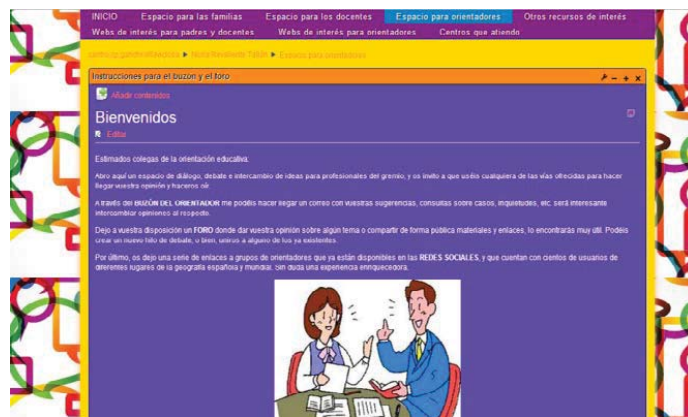 INICIO Espacio para las familias Espacio para los docentes Espacio para orientadores Otros recursos de interés
Webs de interés para padres y docentes Webs de interés para orientadores Centros que atiendo
Espacio para orientadores
Instrucciones para el buzón y el foro
Añadir contenidos
Bienvenidos
Editar
Estimados colegas de la orientación educativa:
Abro aquí un espacio de diálogo, debate e intercambio de ideas para profesionales del gremio, y os invito a que uséis cualquiera de las vías ofrecidas para hacer
llegar vuestra opinión y haceros oír.
A través del BUZÓN DEL ORIENTADOR me podéis hacer llegar un correo con vuestras sugerencias, consultas sobre casos, inquietudes, etc, será interesante
intercambiar opiniones al respecto.
Dejo a vuestra disposición un FORO donde dar vuestra opinión sobre algún tema o compartir de forma pública materiales y enlaces, lo encontrarás muy útil. Podéis
crear un nuevo hilo de debate, o bien, uniros a alguno de los ya existentes.
Por último, os dejo una serie de enlaces a grupos de orientadores que ya están disponibles en las REDES SOCIALES, y que cuentan con cientos de usuarios de
diferentes lugares de la geografía española y mundial. Sin duda una experiencia enriquecedora.